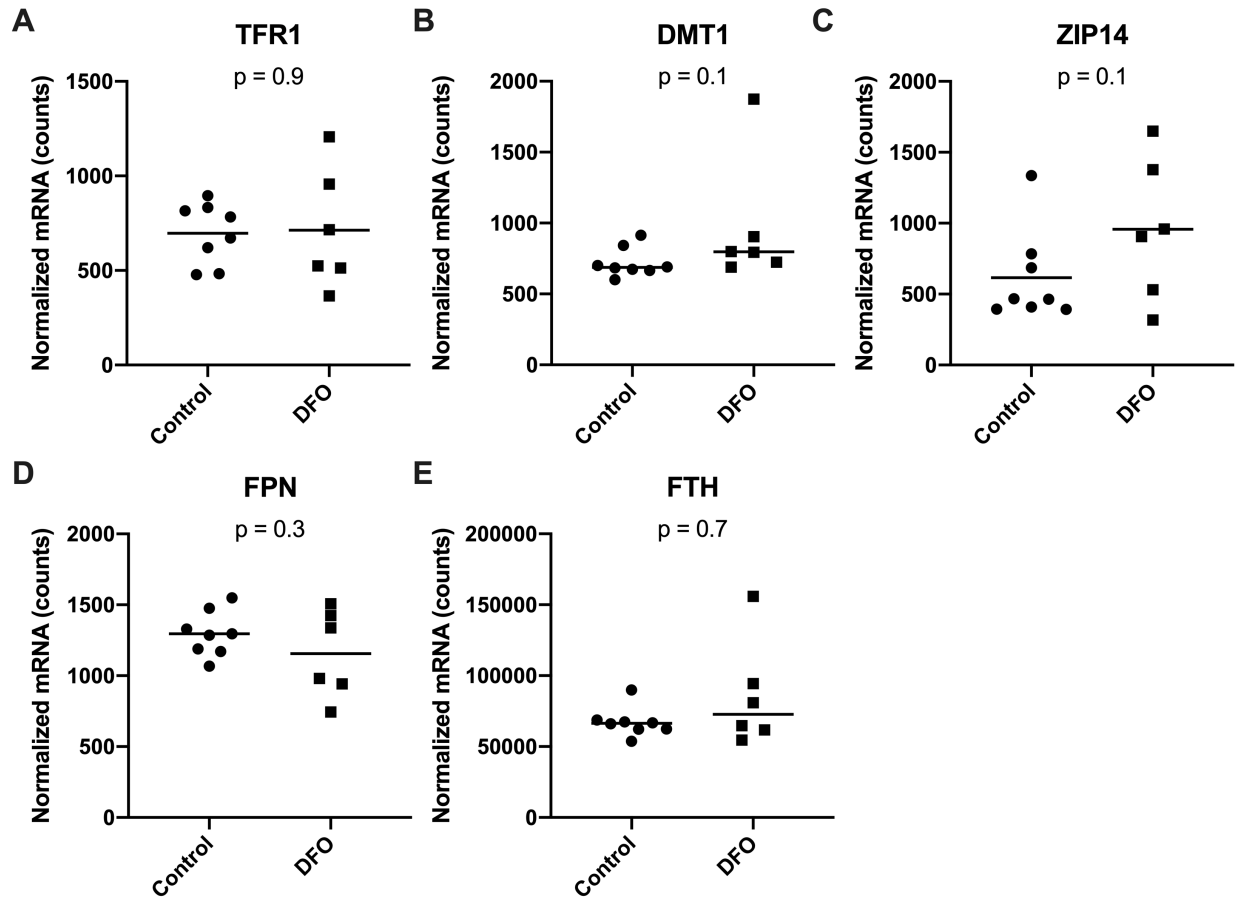 A
TFR1
p = 0.9
Normalized mRNA (counts)
1500
1000
500
0
Control
DFO
B
DMT1
p = 0.1
Normalized mRNA (counts)
2000
1500
1000
500
0
Control
DFO
C
ZIP14
p = 0.1
Normalized mRNA (counts)
2000
1500
1000
500
0
Control
DFO
D
FPN
p = 0.3
Normalized mRNA (counts)
2000
1500
1000
500
0
Control
DFO
E
FTH
p = 0.7
Normalized mRNA (counts)
200000
150000
100000
50000
0
Control
DFO